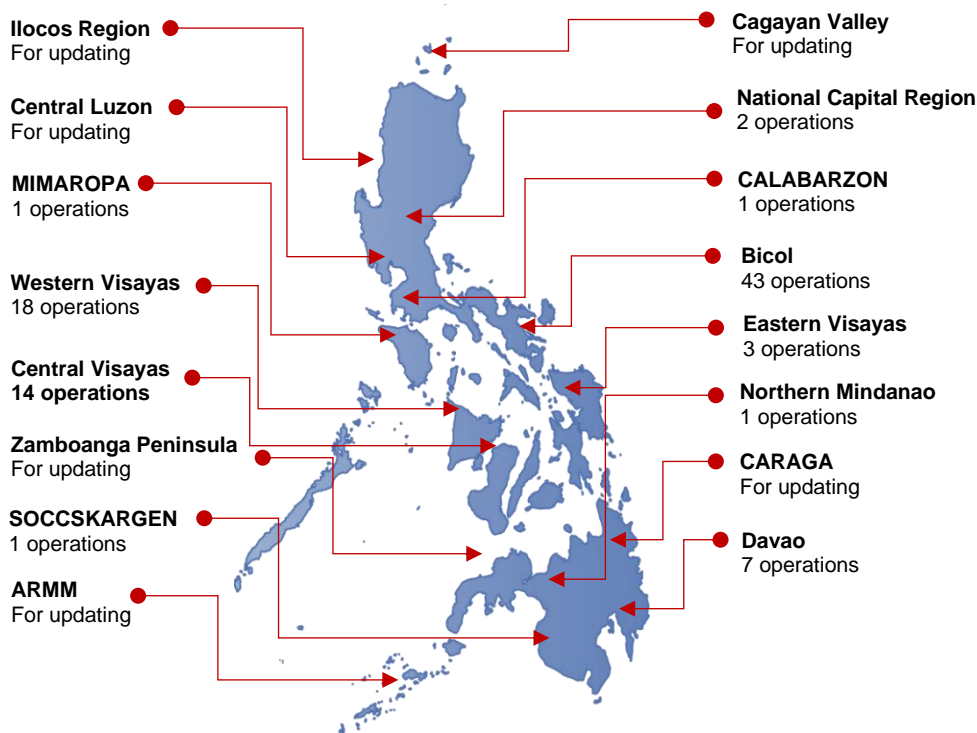 Ilocos Region
For updating
Central Luzon
For updating
MIMAROPA
1 operations
Western Visayas
18 operations
Central Visayas
14 operations
Zamboanga Peninsula
For updating
SOCCSKARGEN
1 operations
ARMM
For updating
Cagayan Valley
For updating
National Capital Region
2 operations
CALABARZON
1 operations
Bicol
43 operations
Eastern Visayas
3 operations
Northern Mindanao
1 operations
CARAGA
For updating
Davao
7 operations